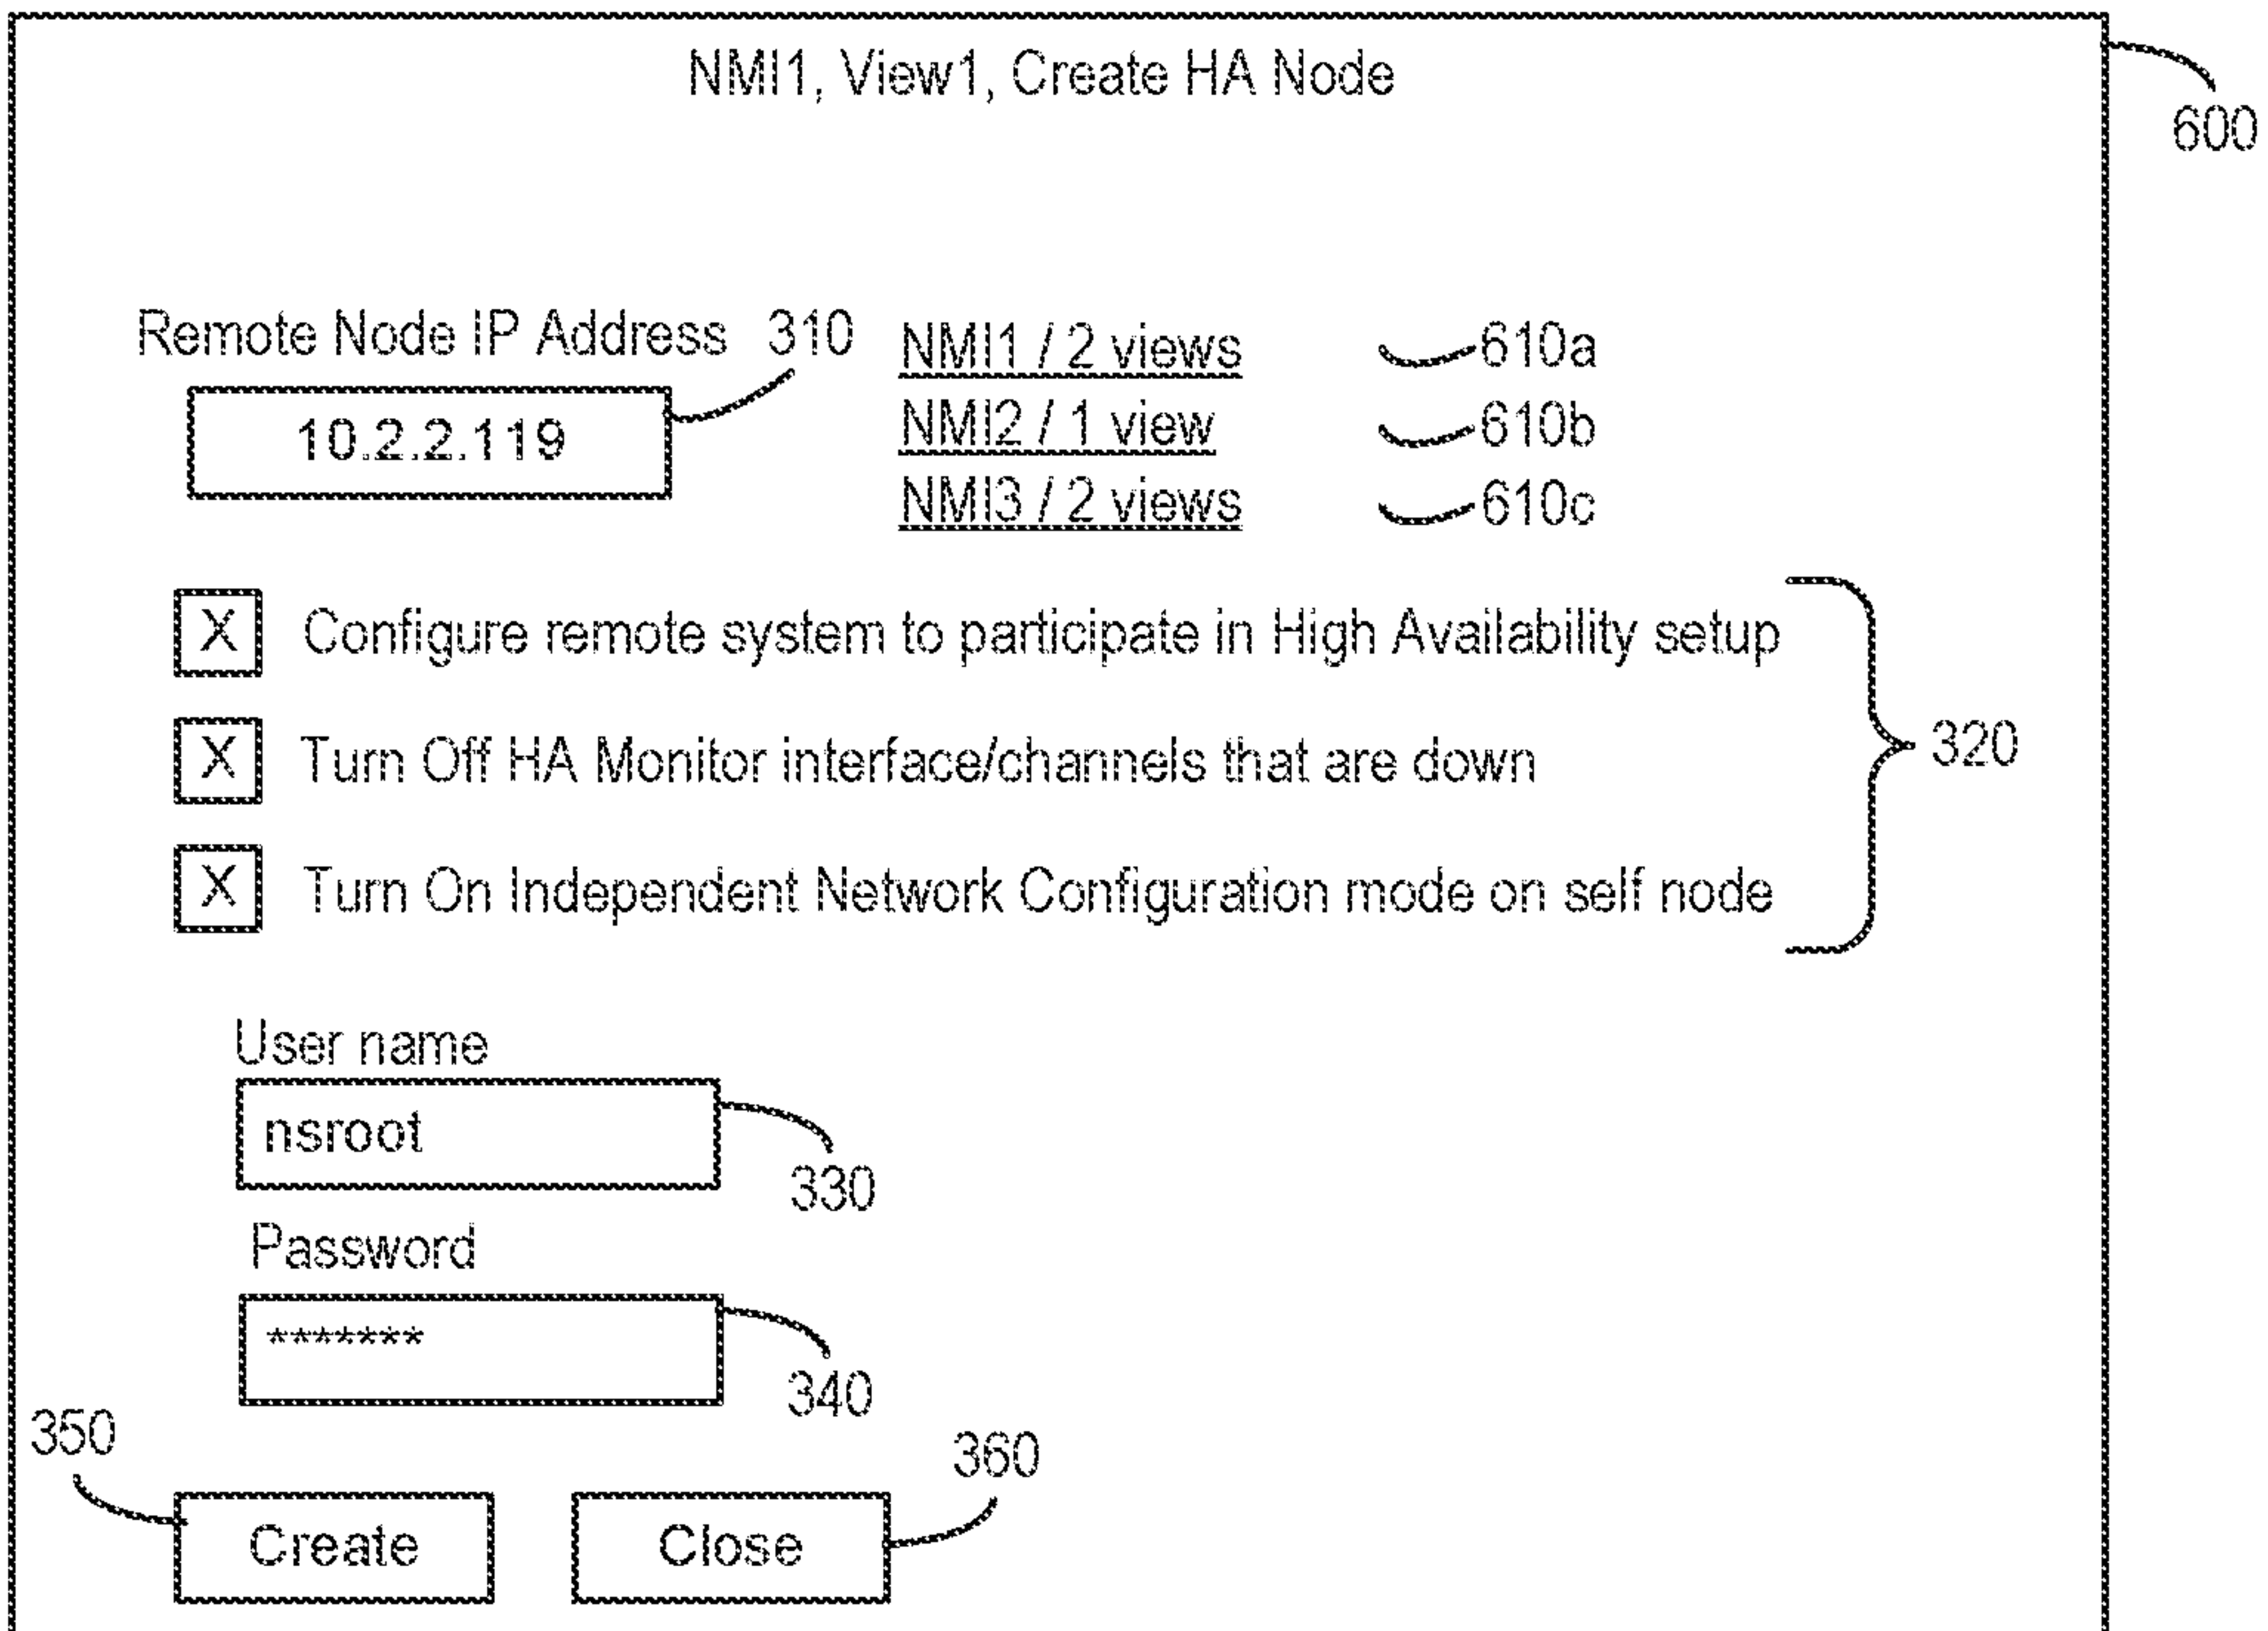 NMI1, View1, Create HA Node
600
Remote Node IP Address 310
10.2.2.119
NMI1 / 2 views 610a
NMI2 / 1 view 610b
NMI3 / 2 views 610c
X Configure remote system to participate in High Availability setup
X Turn Off HA Monitor interface/channels that are down
320
X Turn On Independent Network Configuration mode on self node
User name
nsroot
330
Password
*******
340
350
360
Create
Close